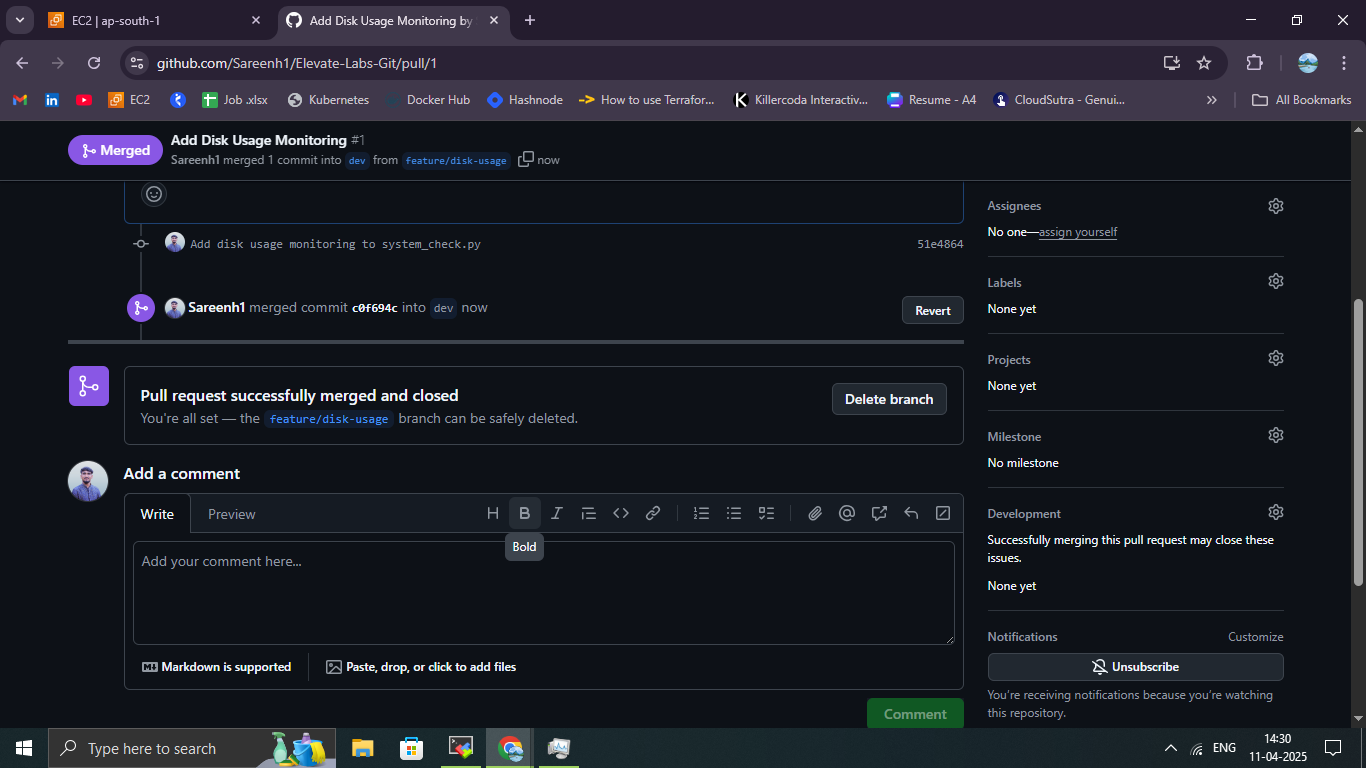 EC2 | ap-south-1
Add Disk Usage Monitoring by
github.com/Sareenh1/Elevate-Labs-Git/pull/1
EC2
Job .xlsx
Kubernetes
Docker Hub
Hashnode
How to use Terrafor...
Killercoda Interactiv...
Resume - A4
CloudSutra - Genui...
All Bookmarks
Merged
Add Disk Usage Monitoring #1
Sareenh1 merged 1 commit into dev from feature/disk-usage now
Add disk usage monitoring to system_check.py 51e4864
Sareenh1 merged commit c0f694c into dev now
Revert
Pull request successfully merged and closed
You're all set — the feature/disk-usage branch can be safely deleted.
Delete branch
Add a comment
Write
Preview
H B I
Bold
Add your comment here...
Markdown is supported
Paste, drop, or click to add files
Comment
Assignees
No one—assign yourself
Labels
None yet
Projects
None yet
Milestone
No milestone
Development
Successfully merging this pull request may close these
issues.
None yet
Notifications
Customize
Unsubscribe
You're receiving notifications because you're watching
this repository.
Type here to search
ENG
14:30
11-04-2025